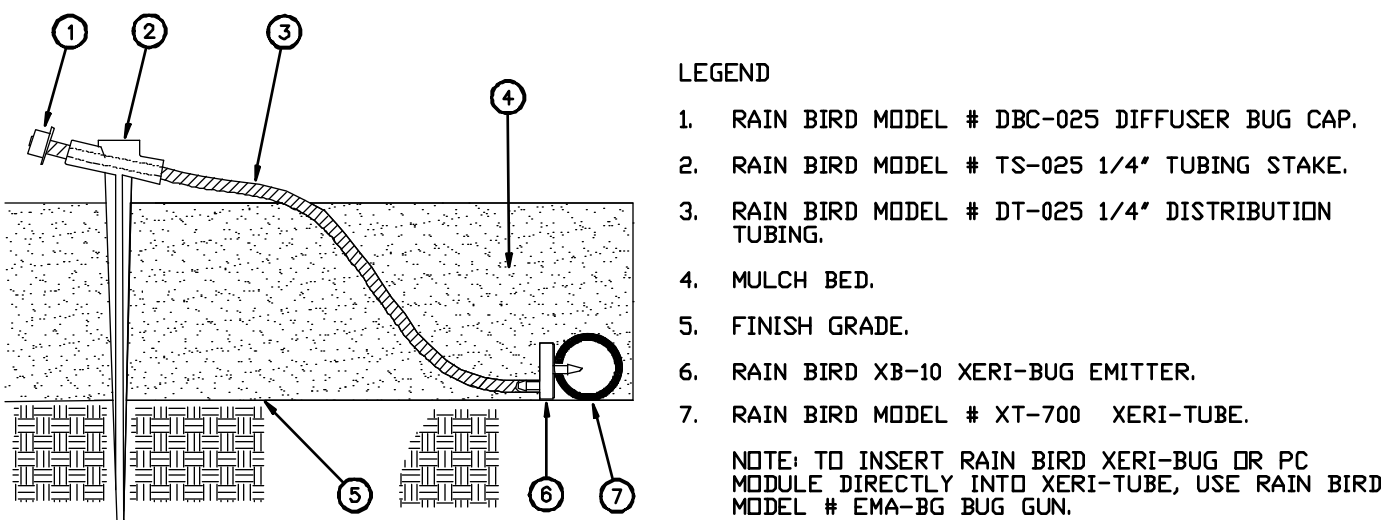 1 2 3
4
LEGEND
1. RAIN BIRD MODEL # DBC-025 DIFFUSER BUG CAP.
2. RAIN BIRD MODEL # TS-025 1/4" TUBING STAKE.
3. RAIN BIRD MODEL # DT-025 1/4" DISTRIBUTION
TUBING.
4. MULCH BED.
5. FINISH GRADE.
6. RAIN BIRD XB-10 XERI-BUG EMITTER.
7. RAIN BIRD MODEL # XT-700 XERI-TUBE.
NOTE: TO INSERT RAIN BIRD XERI-BUG OR PC
MODULE DIRECTLY INTO XERI-TUBE, USE RAIN BIRD
MODEL # EMA-BG BUG GUN.
5 6 7